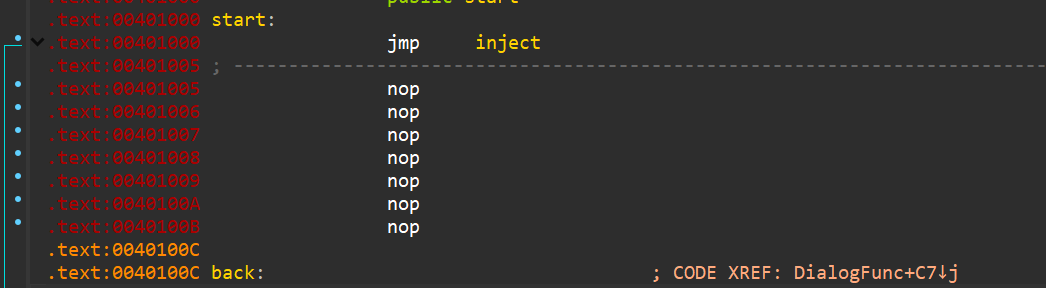 public start
.text:00401000 start:
.text:00401000 jmp inject
.text:00401005 ; ---------------------------------------------------------------------------
.text:00401005 nop
.text:00401006 nop
.text:00401007 nop
.text:00401008 nop
.text:00401009 nop
.text:0040100A nop
.text:0040100B nop
.text:0040100C
.text:0040100C back: ; CODE XREF: DialogFunc+C7↓j